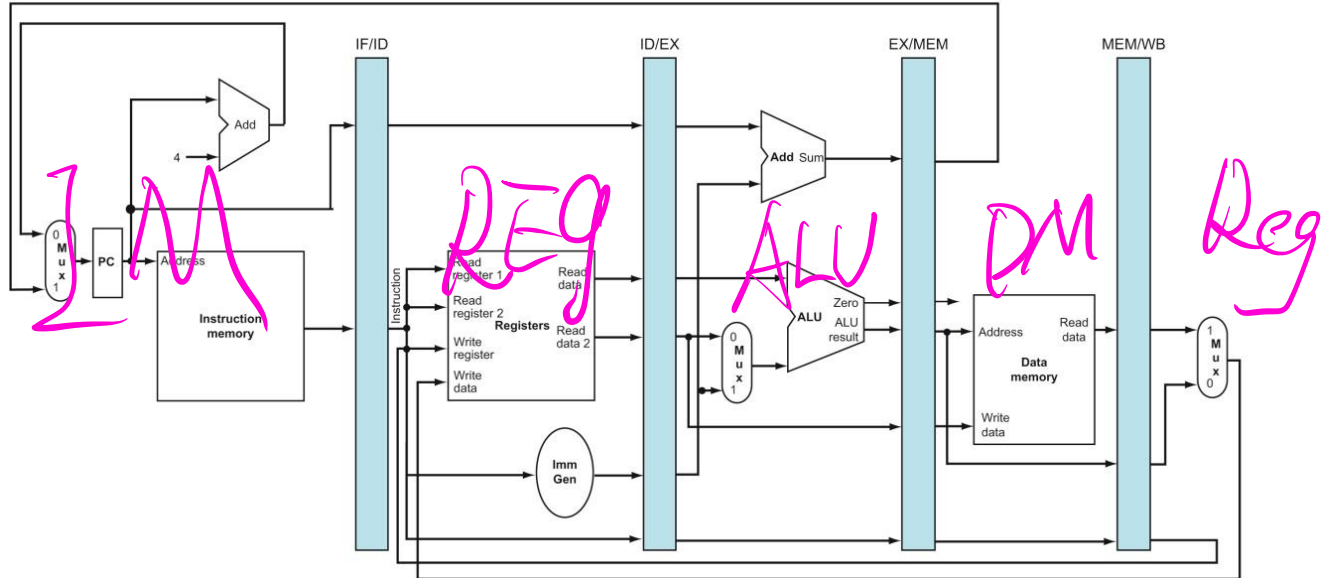 IF/ID
ID/EX
EX/MEM
MEM/WB
Add
4
Add Sum
IM
REg
ALU
DM
Reg
0
Mux
1
PC
Address
Instruction
memory
Instruction
Read
register 1
Read
register 2
Write
register
Write
data
Registers
Read
data
Read
data 2
Imm
Gen
0
Mux
1
ALU
Zero
ALU
result
Address
Read
data
Data
memory
Write
data
1
Mux
0